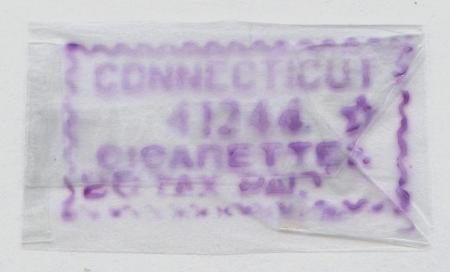 CONNECTICUT
41244
CIGARETTES
TAX PAID